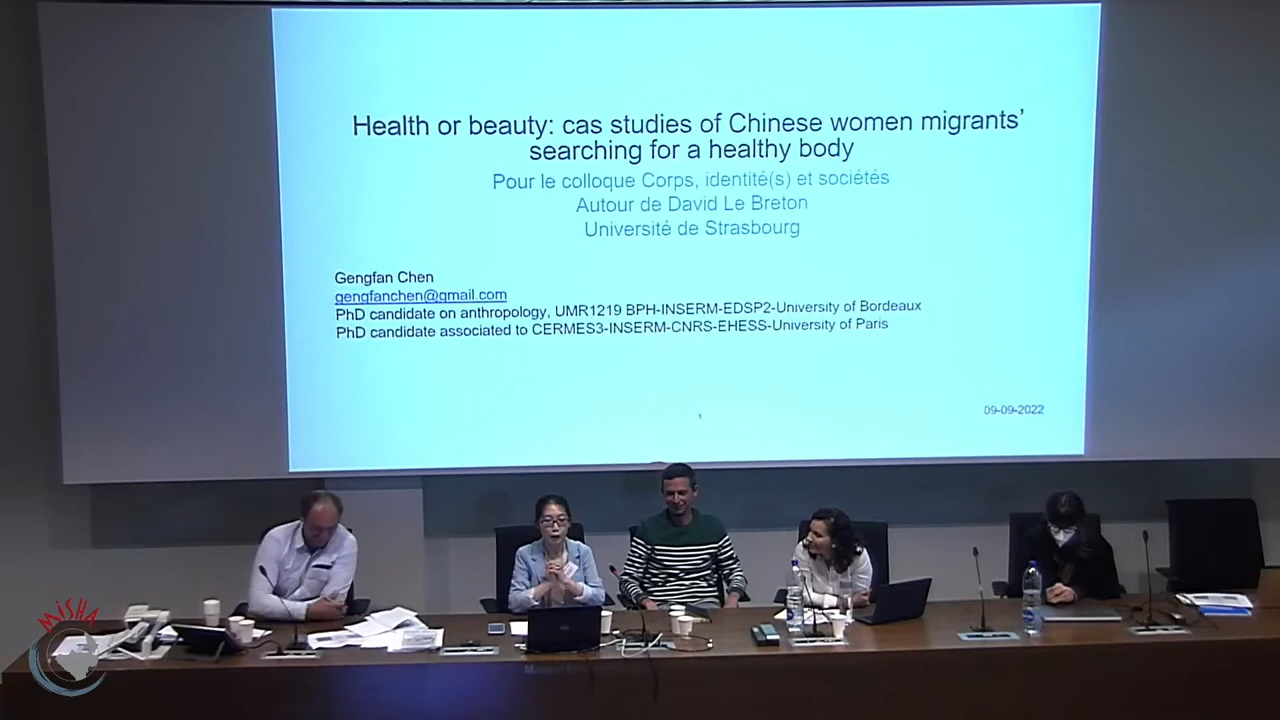 Health or beauty: cas studies of Chinese women migrants'
searching for a healthy body
Pour le colloque Corps, identité(s) et sociétés
Autour de David Le Breton
Université de Strasbourg
Gengfan Chen
gengfanchen@gmail.com
PhD candidate on anthropology, UMR1219 BPH-INSERM-EDSP2-University of Bordeaux
PhD candidate associated to CERMES3-INSERM-CNRS-EHESS-University of Paris
1
09-09-2022
MiSHA